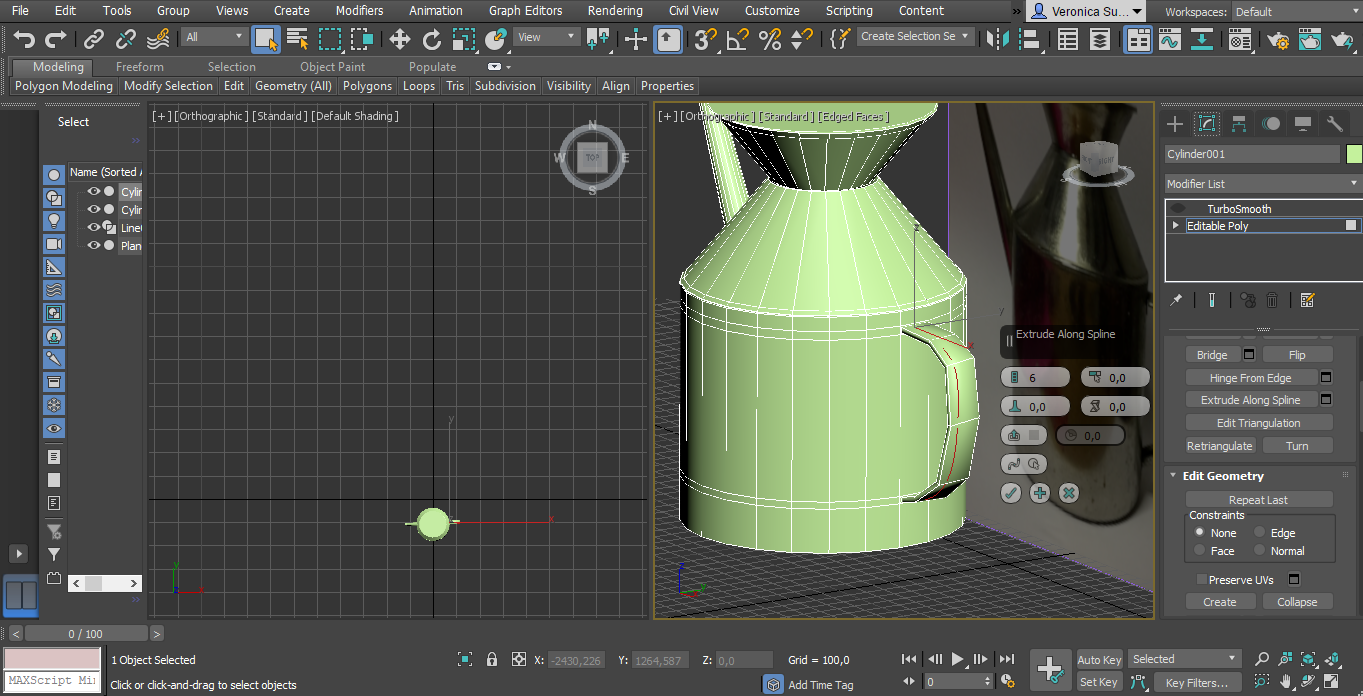 File Edit Tools Group Views Create Modifiers Animation Graph Editors Rendering Civil View Customize Scripting Content » Veronica Su... Workspaces: Default
All View 3 Create Selection Se
Modeling Freeform Selection Object Paint Populate
Polygon Modeling Modify Selection Edit Geometry (All) Polygons Loops Tris Subdivision Visibility Align Properties
Select
Name (Sorted A
Cylin
Cylin
Line
Plan
[+] [Orthographic ] [Standard ] [Default Shading ]
N
W TOP E
S
y
x
y
[+] [Orthographic ] [Standard ] [Edged Faces ]
z
y
x
Extrude Along Spline
6 0,0
0,0 0,0
0,0
Cylinder001
Modifier List
TurboSmooth
Editable Poly
Bridge Flip
Hinge From Edge
Extrude Along Spline
Edit Triangulation
Retriangulate Turn
Edit Geometry
Repeat Last
Constraints
None Edge
Face Normal
Preserve UVs
Create Collapse
< 0 / 100 >
MAXScript Mi
1 Object Selected
Click or click-and-drag to select objects
X: -2430,226 Y: 1264,587 Z: 0,0 Grid = 100,0
Add Time Tag
0
Auto Key Selected
Set Key Key Filters...